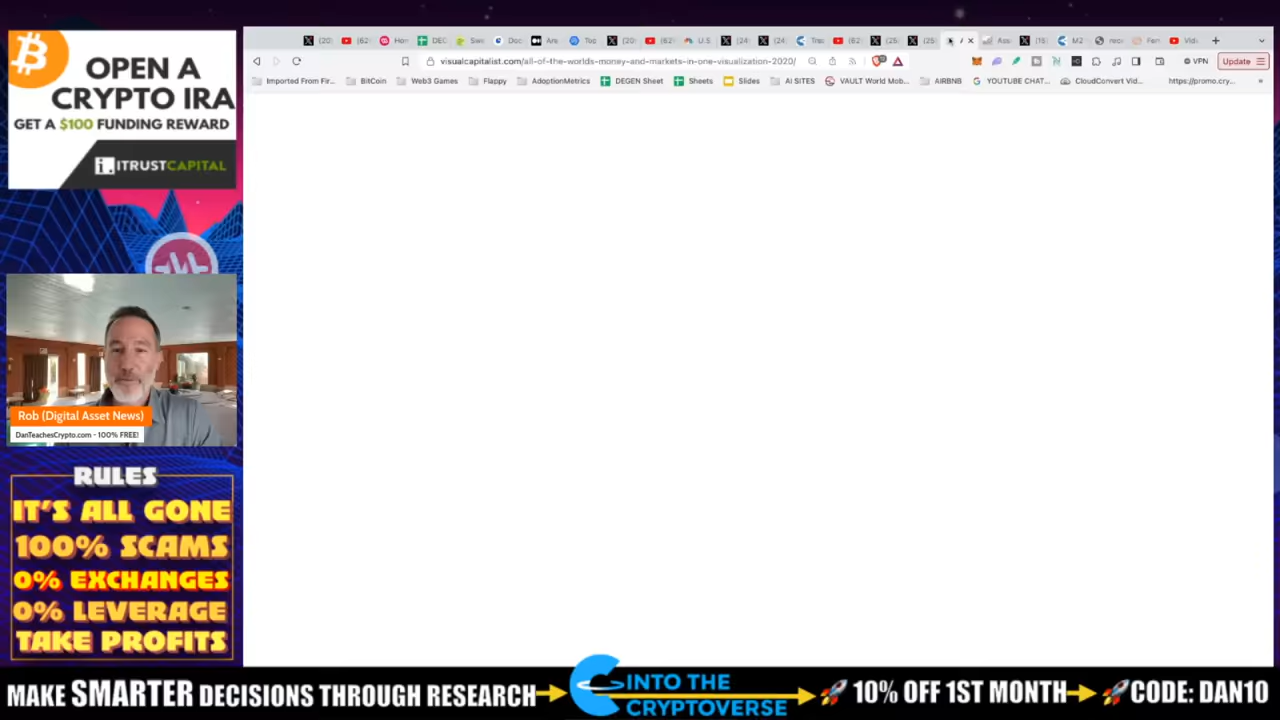 OPEN A
CRYPTO IRA
GET A $100 FUNDING REWARD
i. ITRUSTCAPITAL
visualcapitalist.com/all-of-the-worlds-money-and-markets-in-one-visualization-2020/
VPN
Update
Imported From Fir...
BitCoin
Web3 Games
Flappy
AdoptionMetrics
DEGEN Sheet
Sheets
Slides
AI SITES
VAULT World Mob...
AIRBNB
YOUTUBE CHAT...
CloudConvert Vid...
https://promo.cry...
Rob (Digital Asset News)
DanTeachesCrypto.com - 100% FREE!
RULES
IT'S ALL GONE
100% SCAMS
0% EXCHANGES
0% LEVERAGE
TAKE PROFITS
MAKE SMARTER DECISIONS THROUGH RESEARCH
INTO THE
CRYPTOVERSE
10% OFF 1ST MONTH
CODE: DAN10